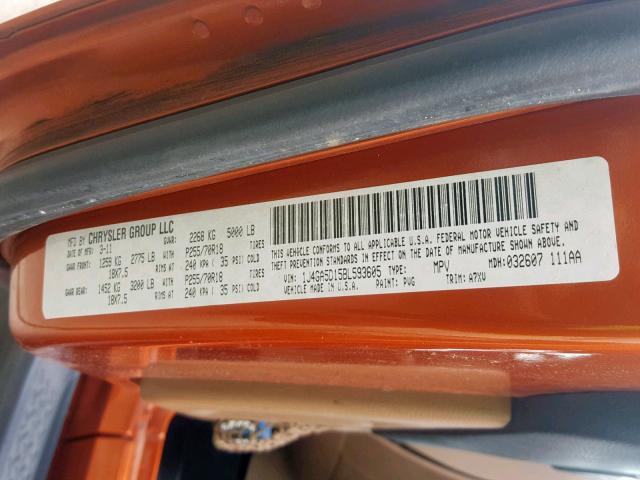 MFD BY CHRYSLER GROUP LLC
DATE OF MFR: 3-11 GVWR: 2268 KG 5000 LB
GAWR FRONT: 1259 KG 2775 LB TIRES P255/70R18
18X7.5 RIMS AT 240 KPA ( 35 PSI) COLD
GAWR REAR: 1452 KG 3200 LB TIRES P255/70R18
18X7.5 RIMS AT 240 KPA ( 35 PSI) COLD
THIS VEHICLE CONFORMS TO ALL APPLICABLE U.S.A. FEDERAL MOTOR VEHICLE SAFETY AND
THEFT PREVENTION STANDARDS IN EFFECT ON THE DATE OF MANUFACTURE SHOWN ABOVE.
VIN: 1J4GA5D15BL593605 TYPE: MPV MDH: 032607 111AA
VEHICLE MADE IN U.S.A. PAINT: PVG TRIM: A7XV